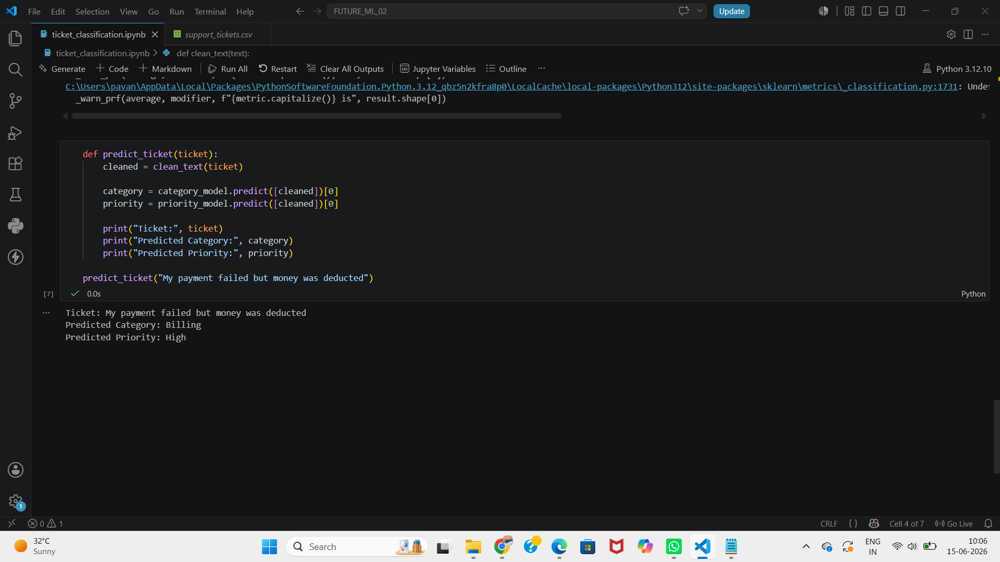 File Edit Selection View Go Run Terminal Help
FUTURE_ML_02
Update
ticket_classification.ipynb
support_tickets.csv
ticket_classification.ipynb > def clean_text(text):
Generate + Code + Markdown Run All Restart Clear All Outputs Jupyter Variables Outline ...
Python 3.12.10
C:\Users\pavan\AppData\Local\Packages\PythonSoftwareFoundation.Python.3.12_qbz5n2kfra8p0\LocalCache\local-packages\Python312\site-packages\sklearn\metrics\_classification.py:1731: Undef
_warn_prf(average, modifier, f"{metric.capitalize()} is", result.shape[0])
def predict_ticket(ticket):
cleaned = clean_text(ticket)
category = category_model.predict([cleaned])[0]
priority = priority_model.predict([cleaned])[0]
print("Ticket:", ticket)
print("Predicted Category:", category)
print("Predicted Priority:", priority)
predict_ticket("My payment failed but money was deducted")
[7]
0.0s
Python
...
Ticket: My payment failed but money was deducted
Predicted Category: Billing
Predicted Priority: High
1
0 1
CRLF { } Cell 4 of 7 Go Live
32°C
Sunny
Search
ENG
IN
10:06
15-06-2026